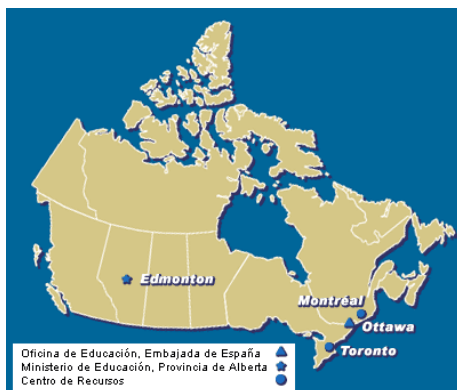 Edmonton
Montréal
Ottawa
Toronto
Oficina de Educación, Embajada de España
Ministerio de Educación, Provincia de Alberta
Centro de Recursos